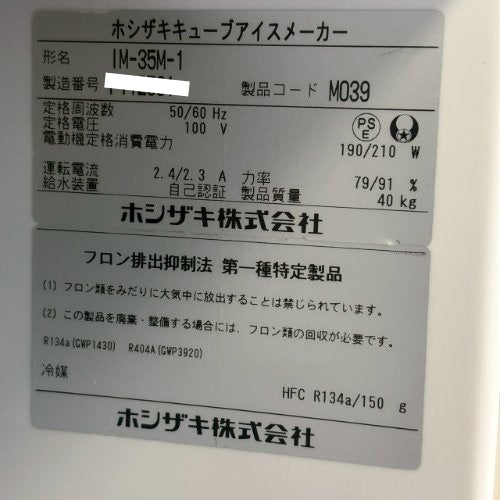 ホシザキキューブアイスメーカー
形名 IM-35M-1
製造番号 製品コード M039
定格周波数 50/60 Hz
定格電圧 100 V
電動機定格消費電力 190/210 W
PS
E
運転電流 2.4/2.3 A 力率 79/91 %
給水装置 自己認証 製品質量 40 kg
ホシザキ株式会社
フロン排出抑制法 第一種特定製品
(1) フロン類をみだりに大気中に放出することは禁じられています。
(2) この製品を廃棄・整備する場合には、フロン類の回収が必要です。
R134a(GWP1430) R404A(GWP3920)
冷媒 HFC R134a/150 g
ホシザキ株式会社